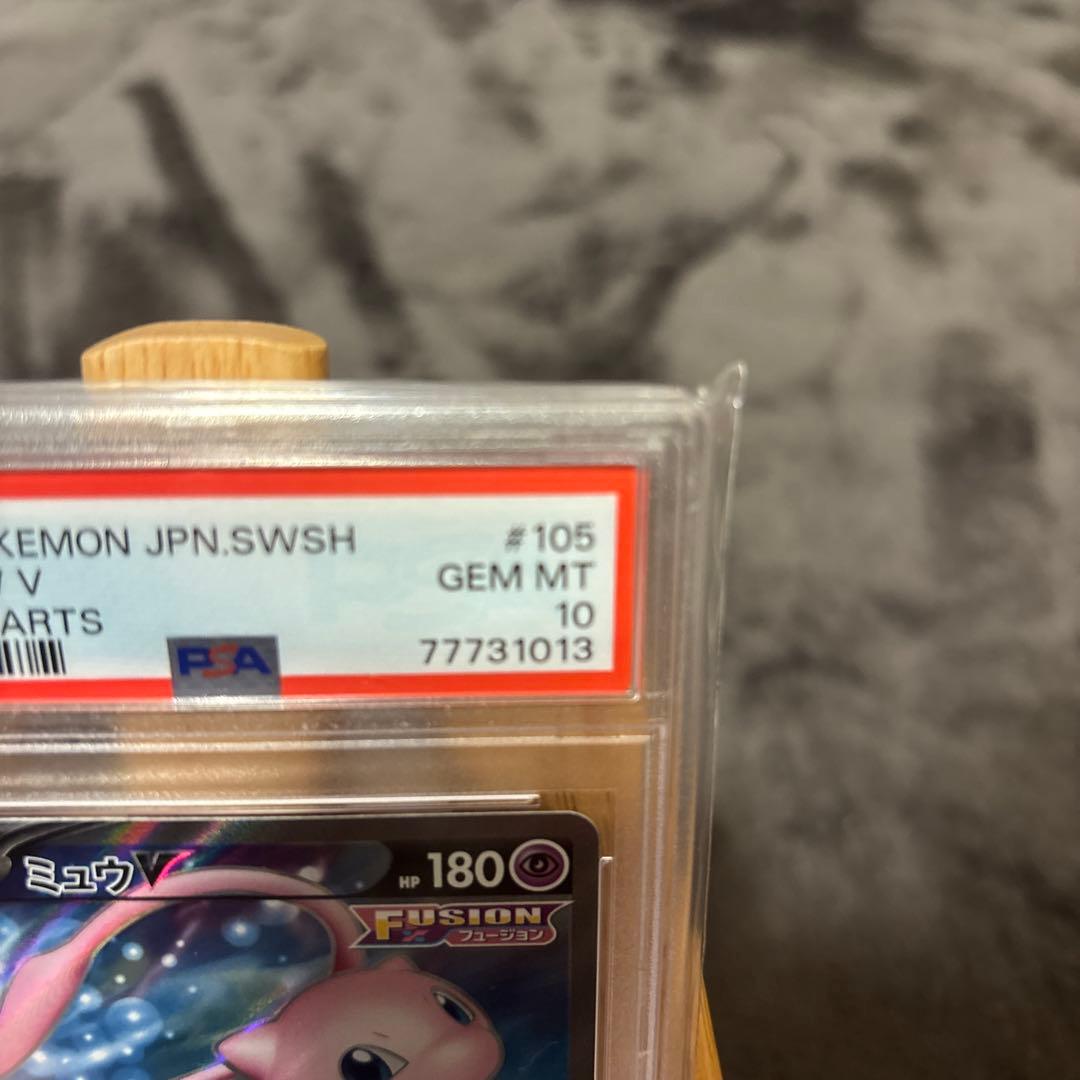 KEMON JPN.SWSH #105
V GEM MT
ARTS 10
PSA 77731013
ミュウV HP 180
FUSION
フュージョン